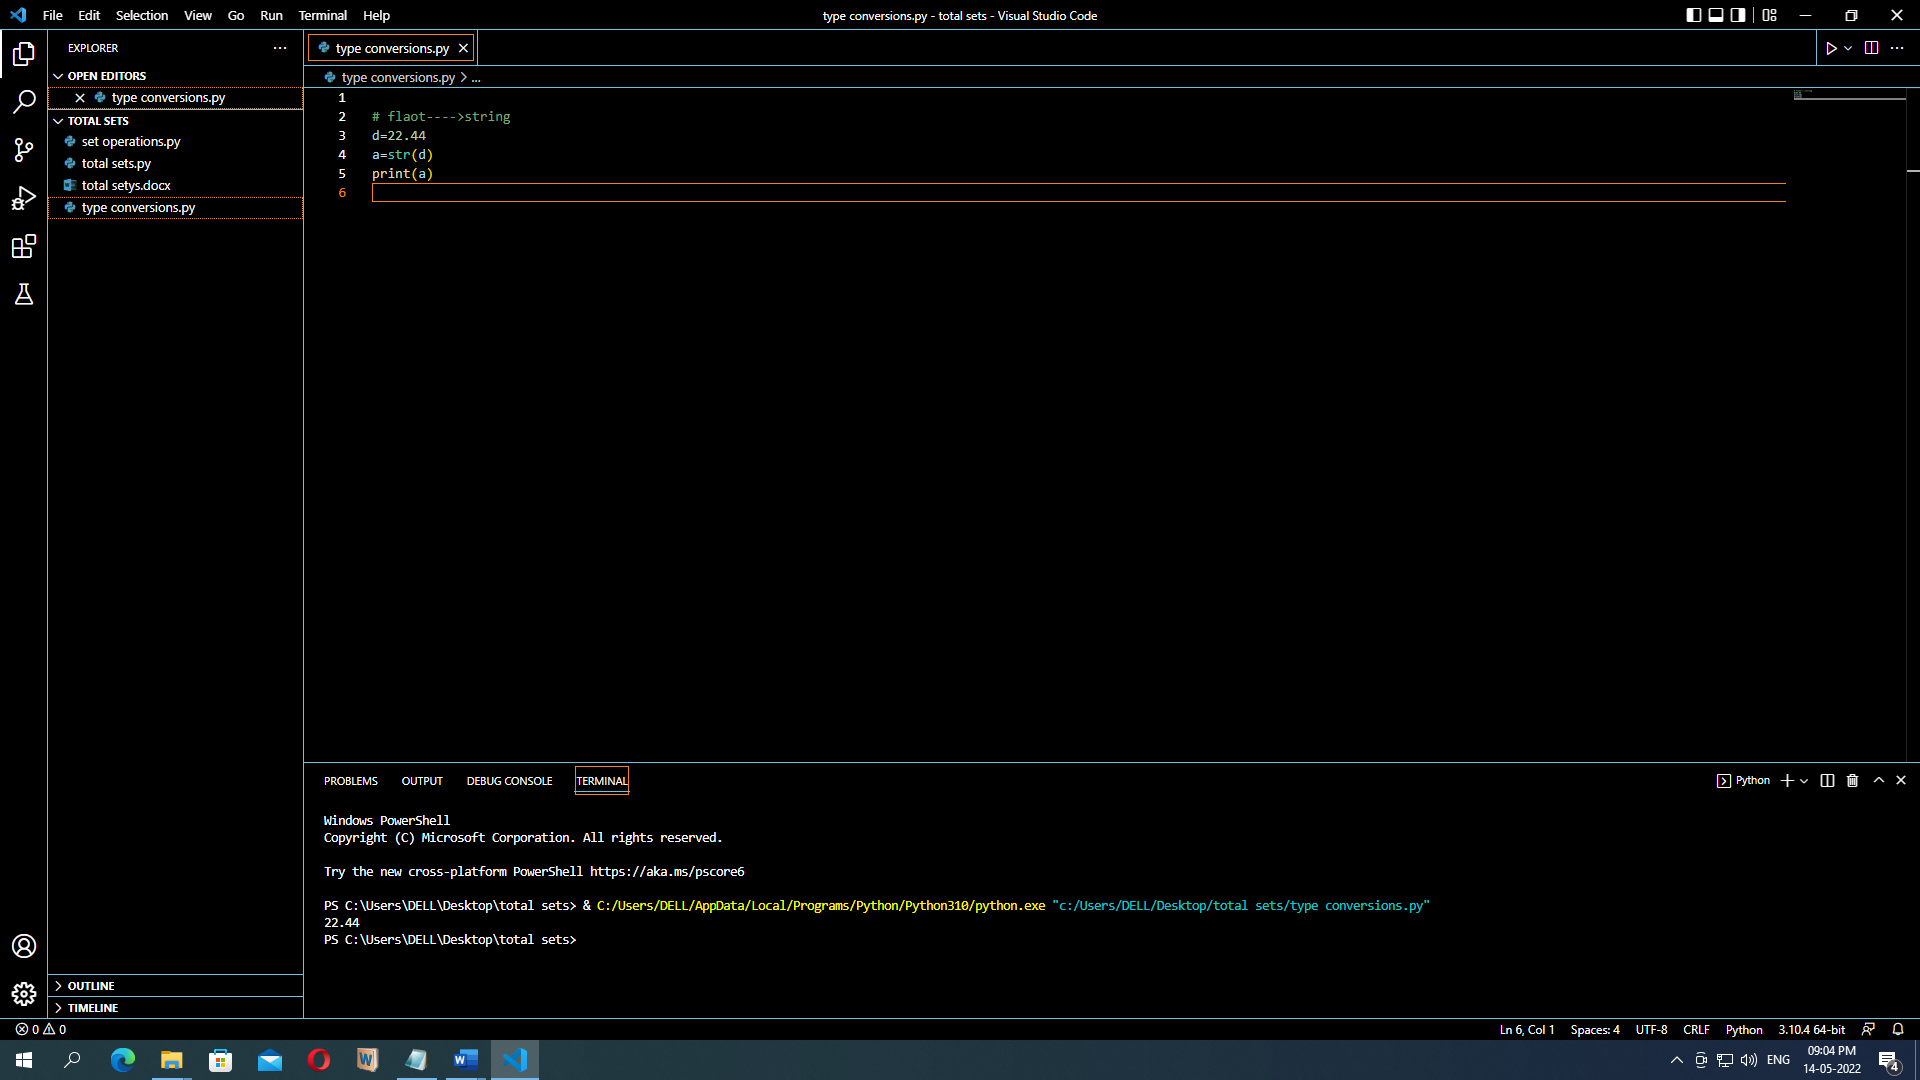 File Edit Selection View Go Run Terminal Help
type conversions.py - total sets - Visual Studio Code
EXPLORER
OPEN EDITORS
type conversions.py
TOTAL SETS
set operations.py
total sets.py
total setys.docx
type conversions.py
OUTLINE
TIMELINE
type conversions.py
type conversions.py > ...
1
2 # flaot---->string
3 d=22.44
4 a=str(d)
5 print(a)
6
PROBLEMS OUTPUT DEBUG CONSOLE TERMINAL
Python
Windows PowerShell
Copyright (C) Microsoft Corporation. All rights reserved.
Try the new cross-platform PowerShell https://aka.ms/pscore6
PS C:\Users\DELL\Desktop\total sets> & C:/Users/DELL/AppData/Local/Programs/Python/Python310/python.exe "c:/Users/DELL/Desktop/total sets/type conversions.py"
22.44
PS C:\Users\DELL\Desktop\total sets>
0 0
Ln 6, Col 1 Spaces: 4 UTF-8 CRLF Python 3.10.4 64-bit
ENG
09:04 PM
14-05-2022
4